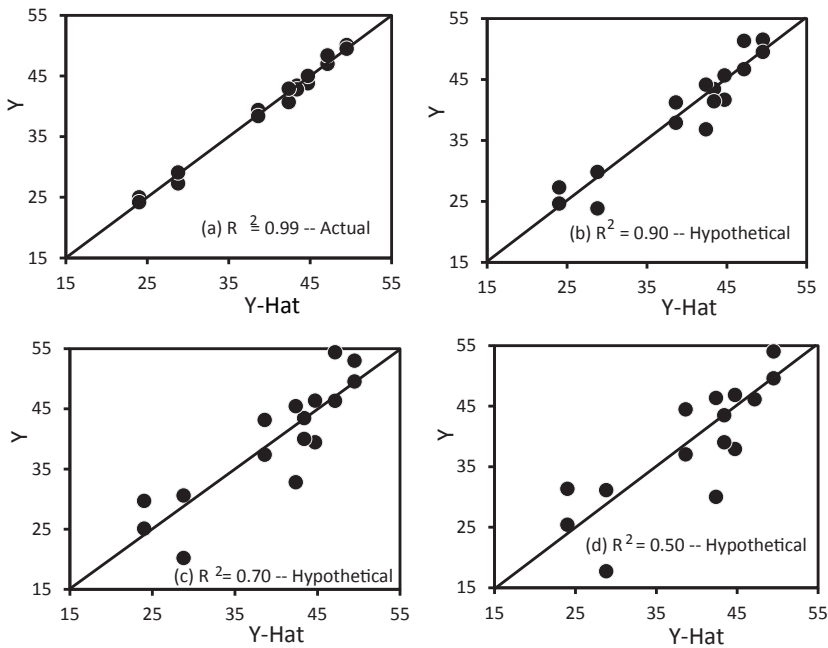 55
45
35
25
15
Y
(a) R 2 = 0.99 -- Actual
15 25 35 45 55
Y-Hat
55
45
35
25
15
Y
(b) R2 = 0.90 -- Hypothetical
15 25 35 45 55
Y-Hat
55
45
35
25
15
Y
(c) R 2 = 0.70 -- Hypothetical
15 25 35 45 55
Y-Hat
55
45
35
25
15
Y
(d) R2 = 0.50 -- Hypothetical
15 25 35 45 55
Y-Hat